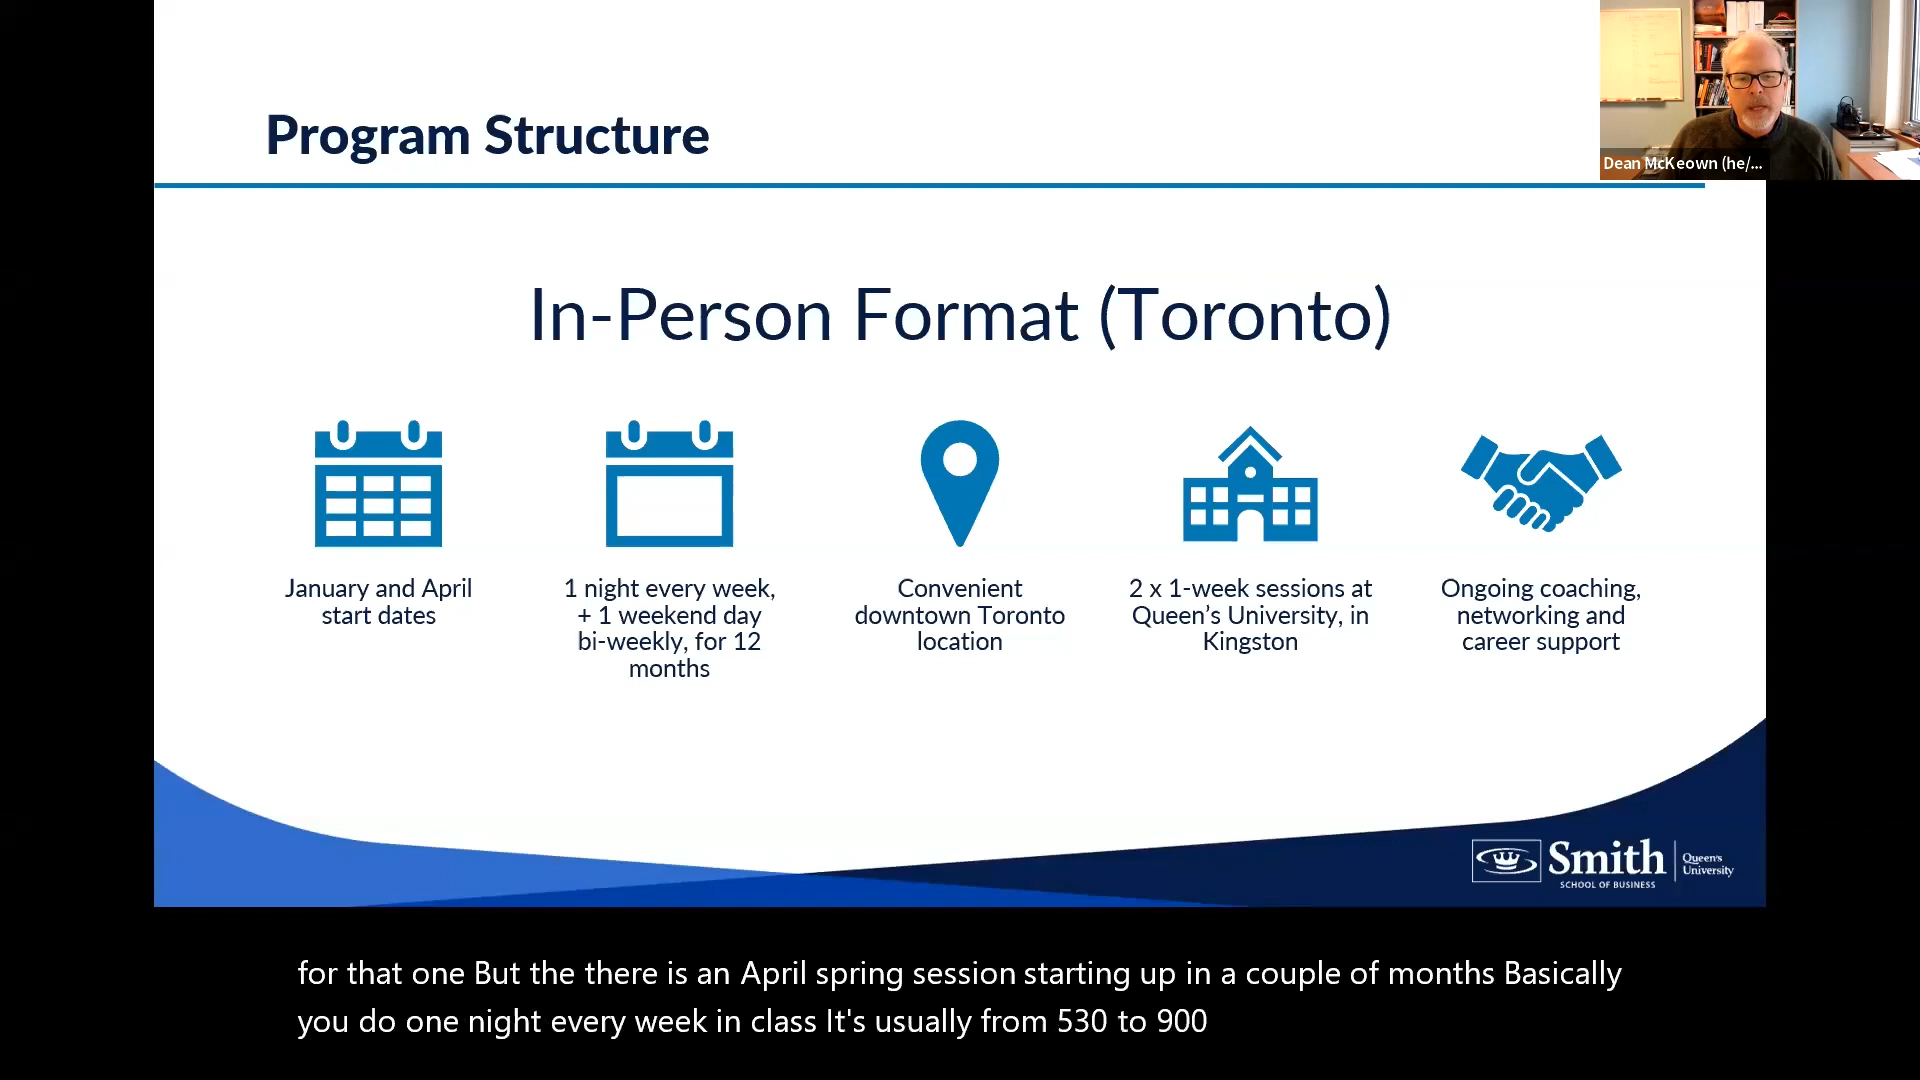 Program Structure
Dean McKeown (he/...
In-Person Format (Toronto)
January and April
start dates
1 night every week,
+ 1 weekend day
bi-weekly, for 12
months
Convenient
downtown Toronto
location
2 x 1-week sessions at
Queen's University, in
Kingston
Ongoing coaching,
networking and
career support
Smith
SCHOOL OF BUSINESS
Queen's
University
for that one But the there is an April spring session starting up in a couple of months Basically
you do one night every week in class It's usually from 530 to 900